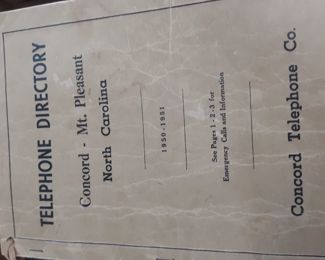 TELEPHONE DIRECTORY
Concord - Mt. Pleasant
North Carolina
1950-1951
See Pages 1 - 2 - 3 for
Emergency Calls and Information
Concord Telephone Co.